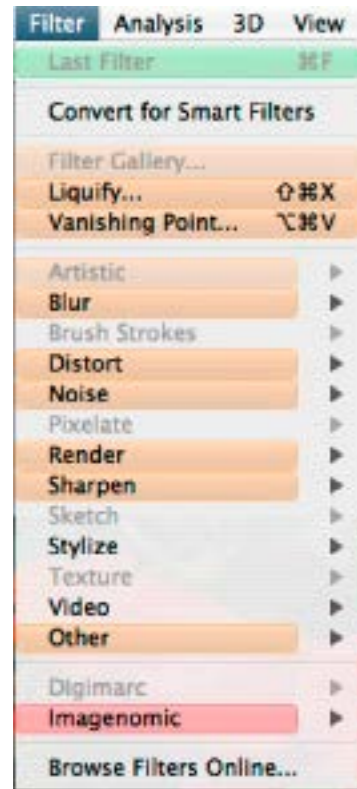 Filter Analysis 3D View
Last Filter ⌘F
Convert for Smart Filters
Filter Gallery...
Liquify... ⇧⌘X
Vanishing Point... ⌥⌘V
Artistic
Blur
Brush Strokes
Distort
Noise
Pixelate
Render
Sharpen
Sketch
Stylize
Texture
Video
Other
Digimarc
Imagenomic
Browse Filters Online...